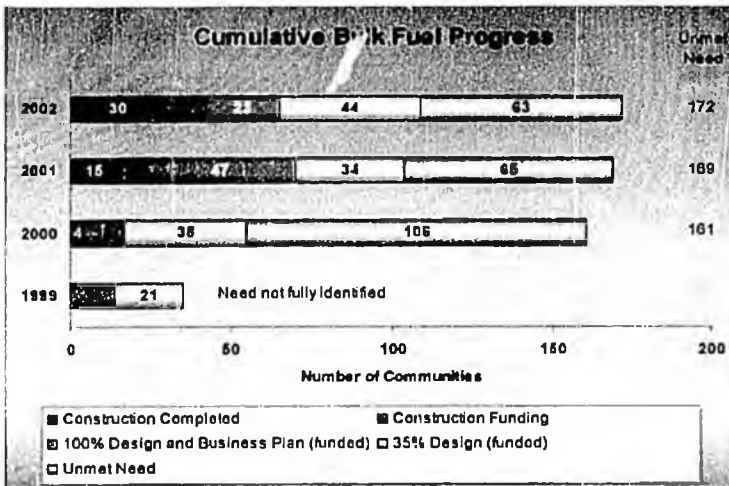 Cumulative Bulk Fuel Progress
Unmet
Need
2002 30 44 63 172
2001 15 47 34 65 169
2000 4 38 106 161
1999 21 Need not fully Identified
0 50 100 150 200
Number of Communities
Construction Completed Construction Funding
100% Design and Business Plan (funded) 35% Design (funded)
Unmet Need